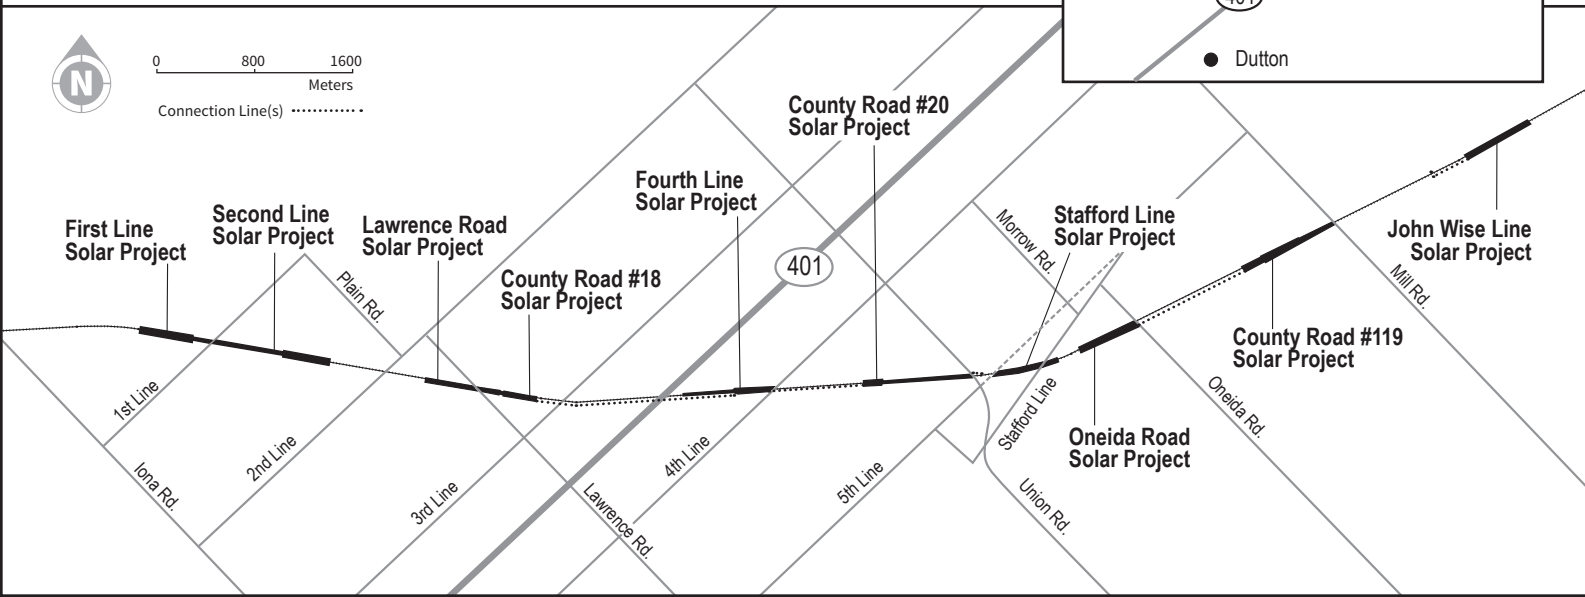 401
Dutton
N
0 800 1600
Meters
Connection Line(s)
County Road #20
Solar Project
Fourth Line
Solar Project
First Line
Solar Project
Second Line
Solar Project
Lawrence Road
Solar Project
County Road #18
Solar Project
Stafford Line
Solar Project
John Wise Line
Solar Project
County Road #119
Solar Project
Oneida Road
Solar Project
401
Plain Rd.
Morrow Rd.
Mill Rd.
1st Line
Iona Rd.
2nd Line
3rd Line
Lawrence Rd.
4th Line
5th Line
Stafford Line
Union Rd.
Oneida Rd.